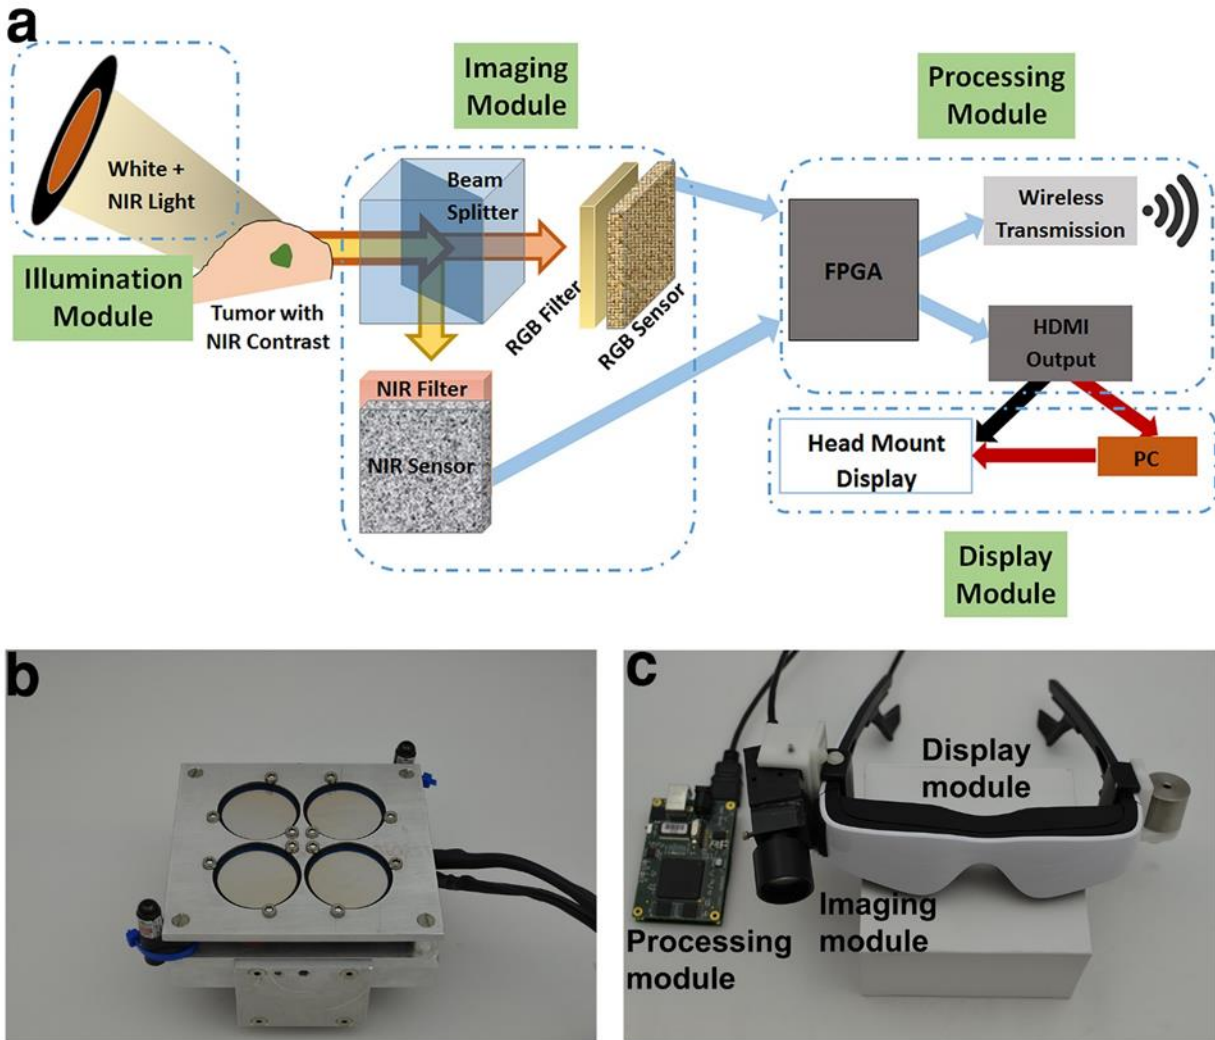 a
Imaging
Module
Processing
Module
White +
NIR Light
Beam
Splitter
Wireless
Transmission
Illumination
Module
Tumor with
NIR Contrast
RGB Filter
RGB Sensor
FPGA
HDMI
Output
NIR Filter
NIR Sensor
Head Mount
Display
PC
Display
Module
b
c
Display
module
Imaging
module
Processing
module